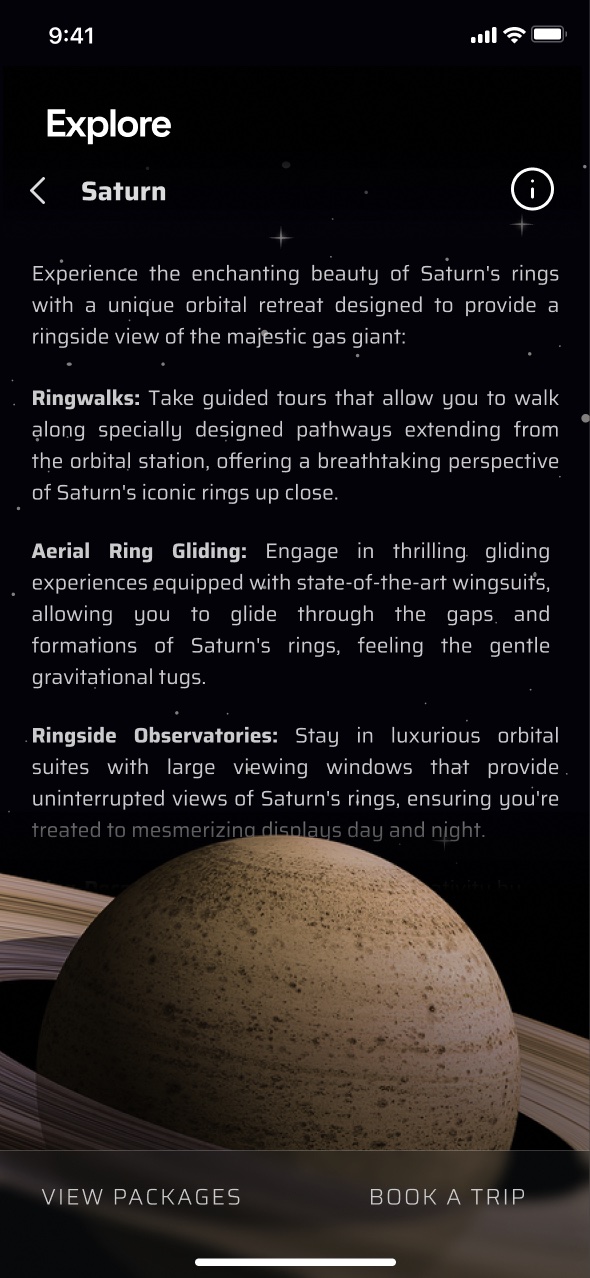 9:41
Explore
Saturn
Experience the enchanting beauty of Saturn's rings
with a unique orbital retreat designed to provide a
ringside view of the majestic gas giant:
Ringwalks: Take guided tours that allow you to walk
along specially designed pathways extending from
the orbital station, offering a breathtaking perspective
of Saturn's iconic rings up close.
Aerial Ring Gliding: Engage in thrilling gliding
experiences equipped with state-of-the-art wingsuits,
allowing you to glide through the gaps and
formations of Saturn's rings, feeling the gentle
gravitational tugs.
Ringside Observatories: Stay in luxurious orbital
suites with large viewing windows that provide
uninterrupted views of Saturn's rings, ensuring you're
treated to mesmerizing displays day and night.
VIEW PACKAGES
BOOK A TRIP